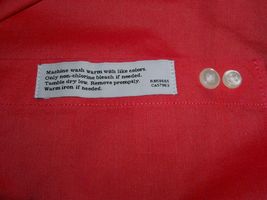 Machine wash warm with like colors.
Only non-chlorine bleach if needed.
Tumble dry low. Remove promptly.
Warm iron if needed.